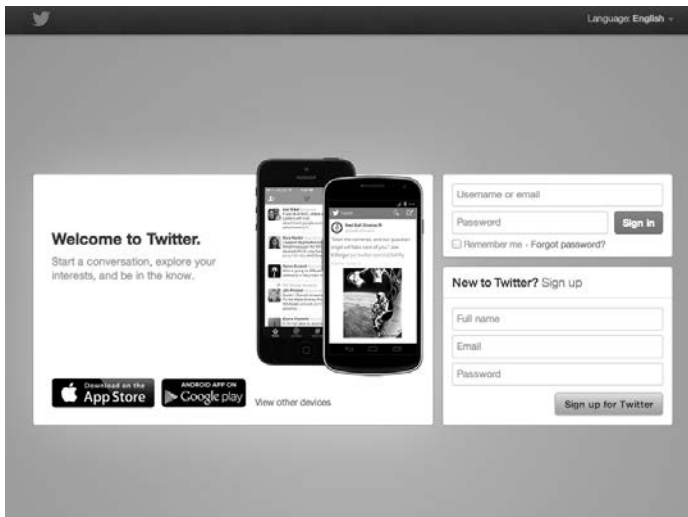 Language: English
Welcome to Twitter.
Start a conversation, explore your
interests, and be in the know.
Download on the
App Store
ANDROID APP ON
Google play
View other devices
Username or email
Password
Sign in
Remember me · Forgot password?
New to Twitter? Sign up
Full name
Email
Password
Sign up for Twitter